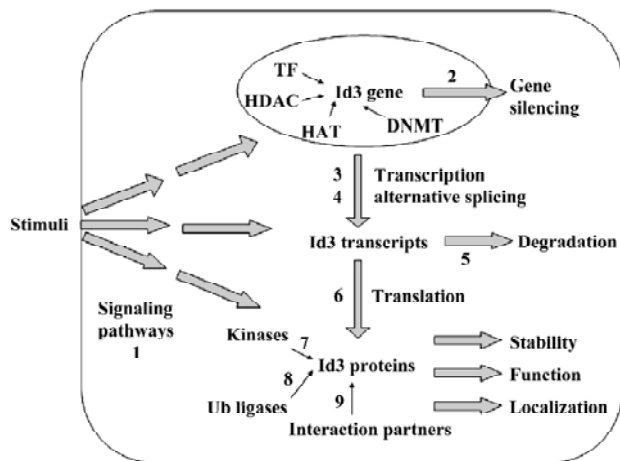 TF
HDAC
Id3 gene
HAT
DNMT
2
Gene
silencing
3 Transcription
4 alternative splicing
Stimuli
Id3 transcripts
5
Degradation
6 Translation
Signaling
pathways
1
Kinases
7
8
Id3 proteins
9
Ub ligases
Interaction partners
Stability
Function
Localization